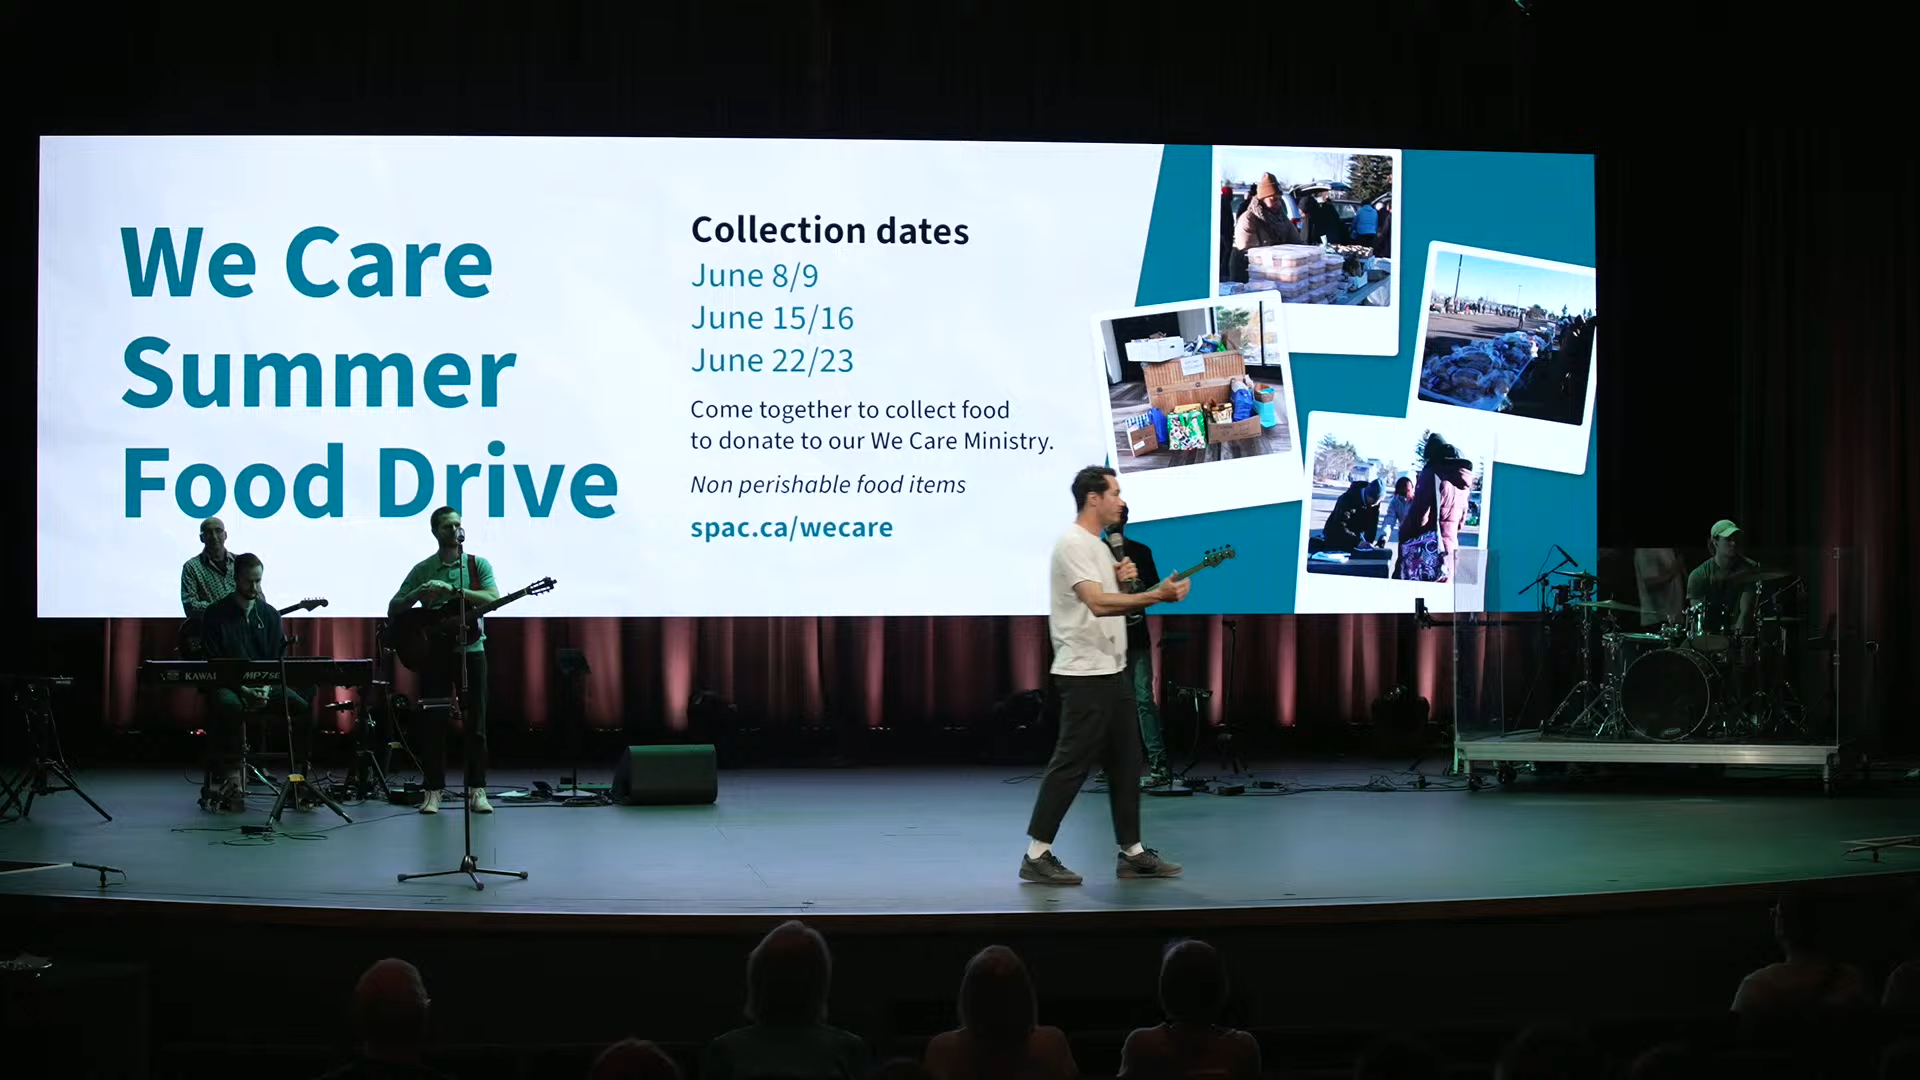 We Care
Summer
Food Drive
Collection dates
June 8/9
June 15/16
June 22/23
Come together to collect food
to donate to our We Care Ministry.
Non perishable food items
spac.ca/wecare
KAWAI MP7SE